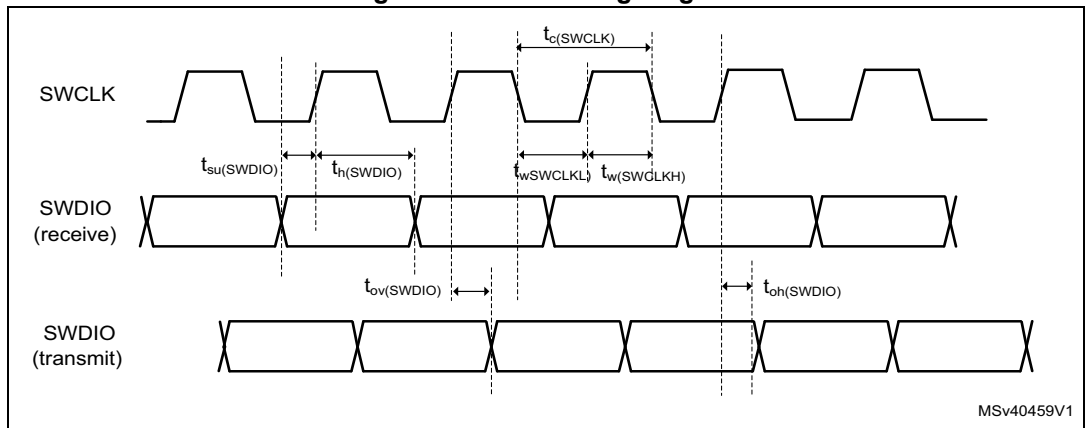 tc(SWCLK)
SWCLK
tsu(SWDIO)
th(SWDIO)
twSWCLKL)
tw(SWCLKH)
SWDIO
(receive)
tov(SWDIO)
toh(SWDIO)
SWDIO
(transmit)
MSv40459V1